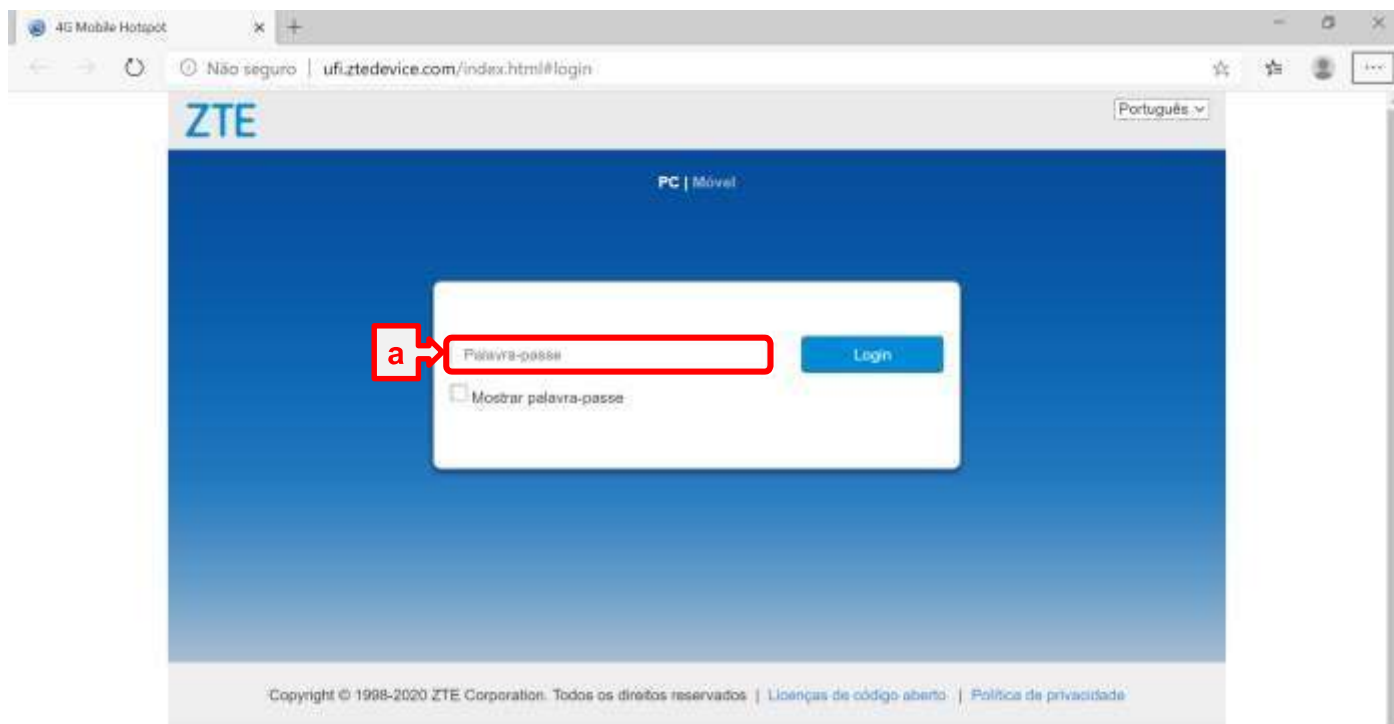 4G Mobile Hotspot
Não seguro | ufi.ztedevice.com/index.html#login
ZTE
Português
PC | Móvel
a
Palavra-passe
Login
Mostrar palavra-passe
Copyright © 1998-2020 ZTE Corporation. Todos os direitos reservados | Licenças de código aberto | Política de privacidade